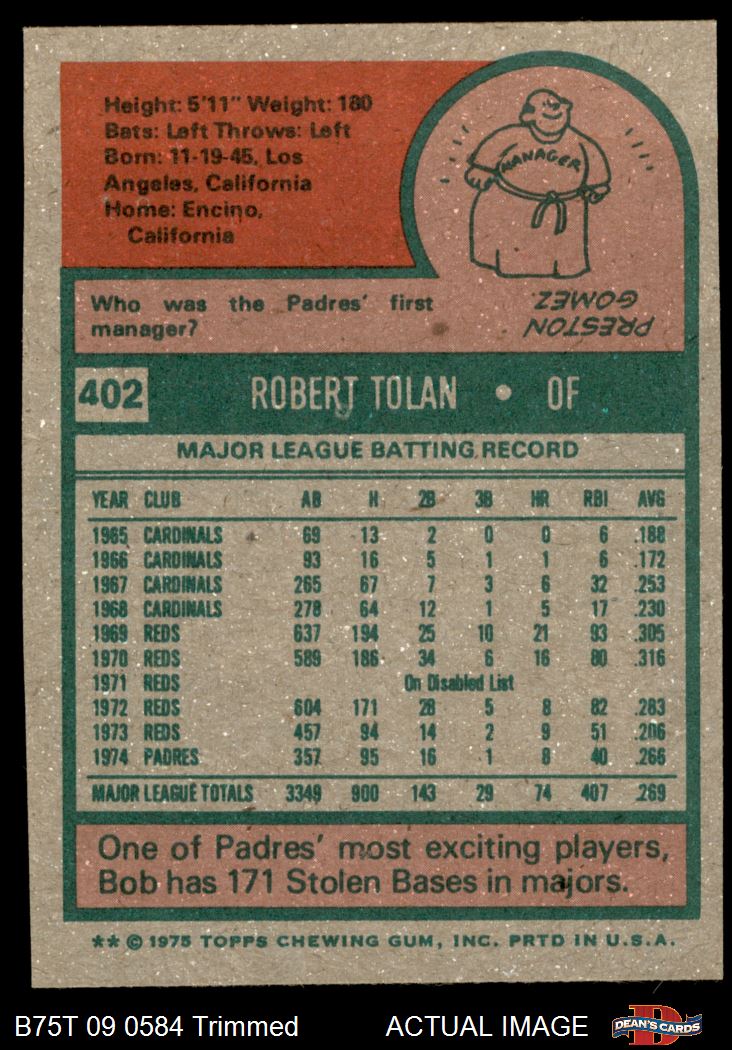 Height: 5'11" Weight: 180
Bats: Left Throws: Left
Born: 11-19-45, Los
Angeles, California
Home: Encino,
California
MANAGER
Who was the Padres' first
manager?
PRESTON
GOMEZ
402 ROBERT TOLAN • OF
MAJOR LEAGUE BATTING RECORD
YEAR CLUB AB H 2B 3B HR RBI AVG
1965 CARDINALS 69 13 2 0 0 6 .188
1966 CARDINALS 93 16 5 1 1 6 .172
1967 CARDINALS 265 67 7 3 6 32 .253
1968 CARDINALS 278 64 12 1 5 17 .230
1969 REDS 637 194 25 10 21 93 .305
1970 REDS 589 186 34 6 16 80 .316
1971 REDS On Disabled List
1972 REDS 604 171 28 5 8 82 .283
1973 REDS 457 94 14 2 9 51 .206
1974 PADRES 357 95 16 1 8 40 .266
MAJOR LEAGUE TOTALS 3349 900 143 29 74 407 .269
One of Padres' most exciting players,
Bob has 171 Stolen Bases in majors.
** © 1975 TOPPS CHEWING GUM, INC. PRTD IN U.S.A.
B75T 09 0584 Trimmed ACTUAL IMAGE DEAN'S CARDS